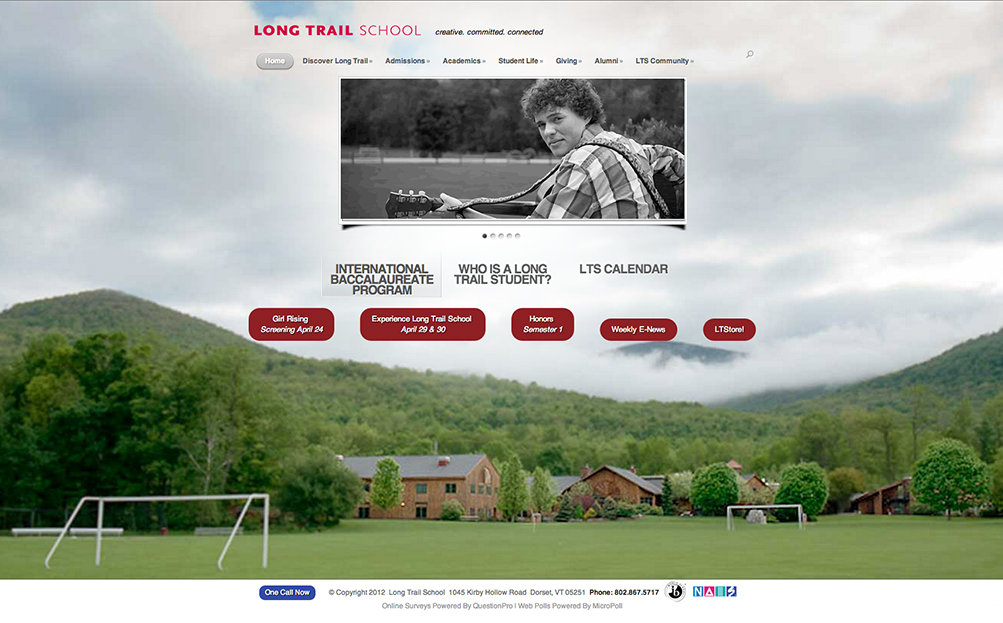 LONG TRAIL SCHOOL creative. committed. connected
Home Discover Long Trail » Admissions » Academics » Student Life » Giving » Alumni » LTS Community »
INTERNATIONAL
BACCALAUREATE
PROGRAM
WHO IS A LONG
TRAIL STUDENT?
LTS CALENDAR
Girl Rising
Screening April 24
Experience Long Trail School
April 29 & 30
Honors
Semester 1
Weekly E-News
LTStore!
One Call Now
© Copyright 2012 Long Trail School 1045 Kirby Hollow Road Dorset, VT 05251 Phone: 802.867.5717
NAIS
Online Surveys Powered By QuestionPro | Web Polls Powered By MicroPoll